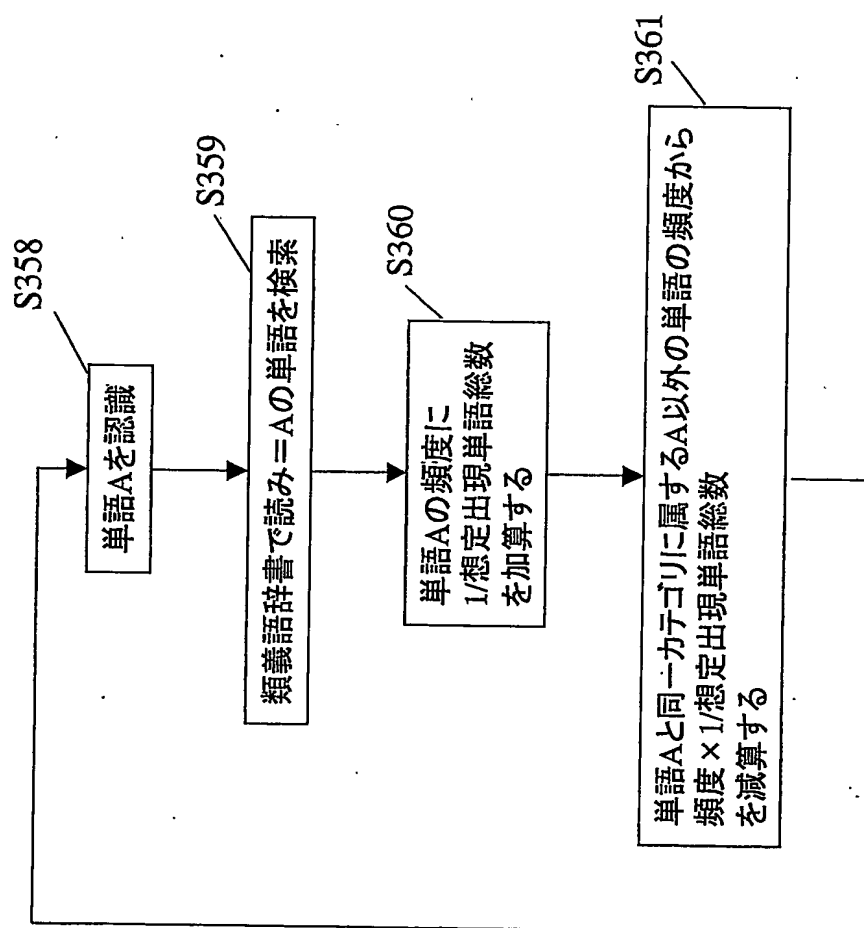 S358
単語Aを認識
S359
類義語辞書で読み=Aの単語を検索
S360
単語Aの頻度に
1/想定出現単語総数
を加算する
S361
単語Aと同一カテゴリに属するA以外の単語の頻度から
頻度×1/想定出現単語総数
を減算する